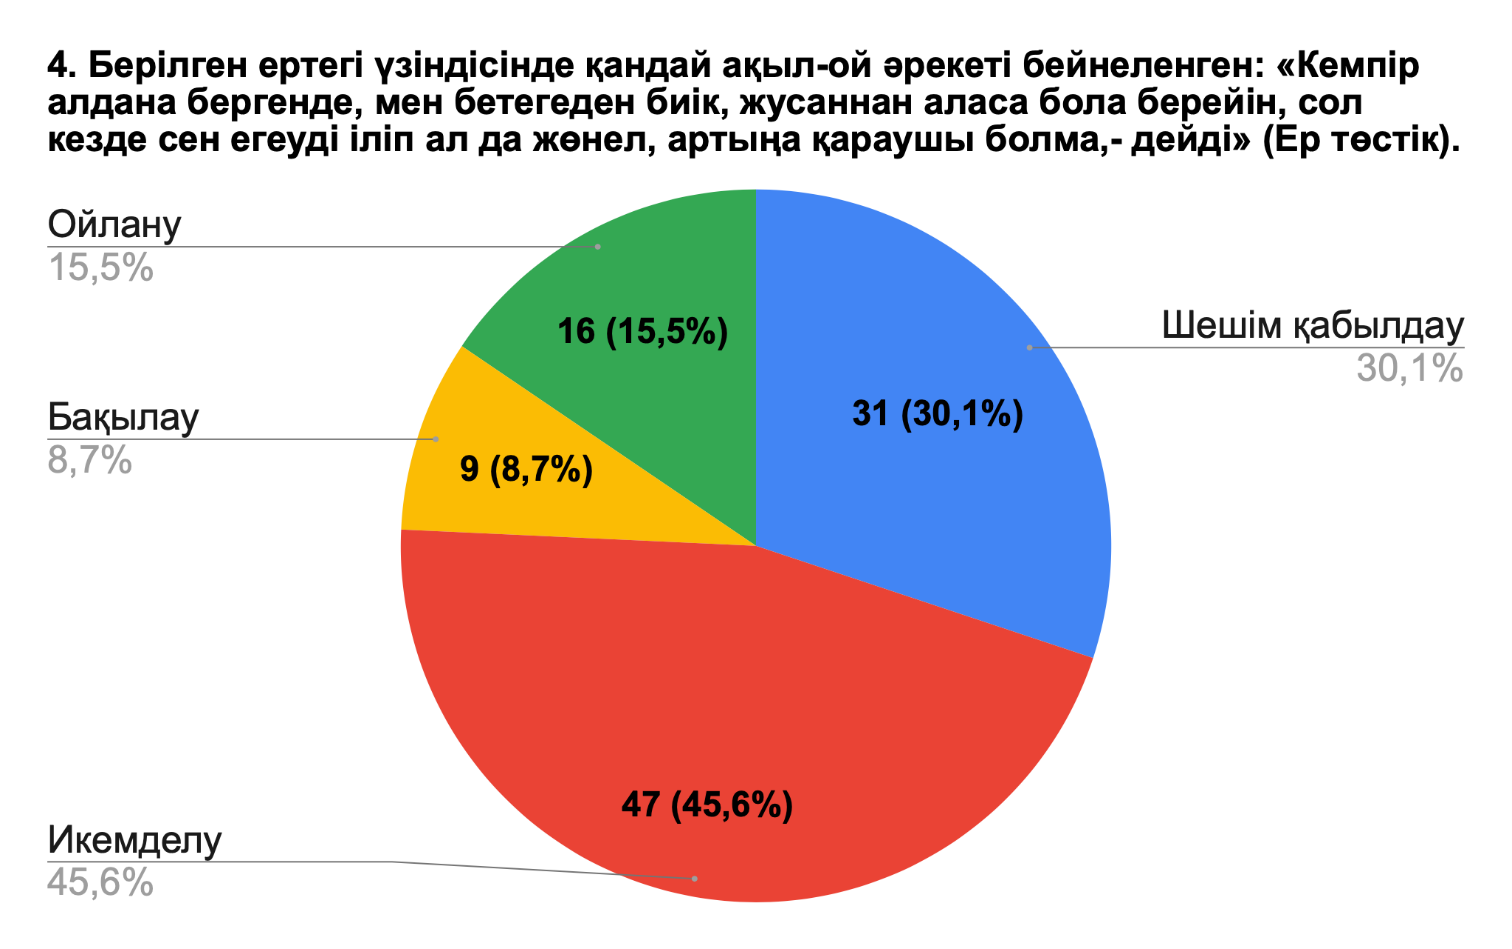 4. Берілген ертегі үзіндісінде қандай ақыл-ой әрекеті бейнеленген: «Кемпір
алдана бергенде, мен бетегеден биік, жусаннан аласа бола берейін, сол
кезде сен егеуді іліп ал да жөнел, артыңа қараушы болма,- дейді» (Ер төстік).
Ойлану
15,5%
16 (15,5%)
Шешім қабылдау
30,1%
31 (30,1%)
Бақылау
8,7%
9 (8,7%)
47 (45,6%)
Икемделу
45,6%